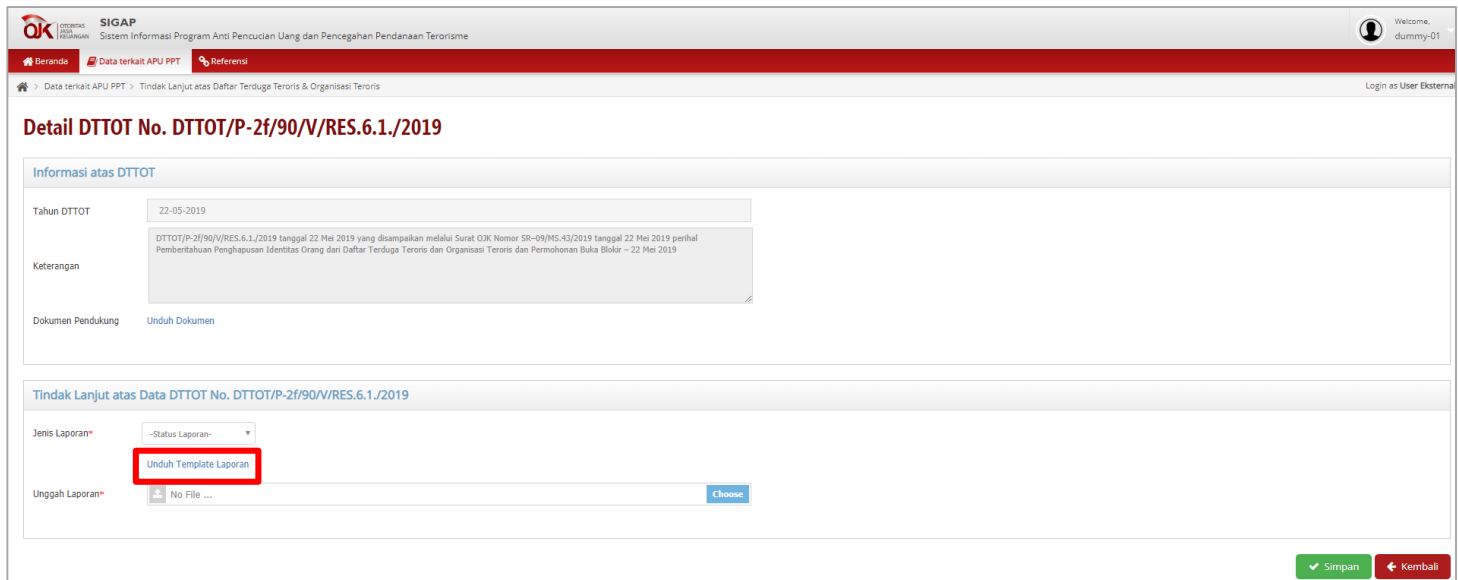 OJK OTORITAS JASA KEUANGAN
SIGAP
Sistem Informasi Program Anti Pencucian Uang dan Pencegahan Pendanaan Terorisme
Welcome,
dummy-01
Beranda Data terkait APU PPT Referensi
> Data terkait APU PPT > Tindak Lanjut atas Daftar Terduga Teroris & Organisasi Teroris
Login as User Eksternal
Detail DTTOT No. DTTOT/P-2f/90/V/RES.6.1./2019
Informasi atas DTTOT
Tahun DTTOT 22-05-2019
Keterangan
DTTOT/P-2f/90/V/RES.6.1./2019 tanggal 22 Mei 2019 yang disampaikan melalui Surat OJK Nomor SR–09/MS.43/2019 tanggal 22 Mei 2019 perihal
Pemberitahuan Penghapusan Identitas Orang dari Daftar Terduga Teroris dan Organisasi Teroris dan Permohonan Buka Blokir – 22 Mei 2019
Dokumen Pendukung Unduh Dokumen
Tindak Lanjut atas Data DTTOT No. DTTOT/P-2f/90/V/RES.6.1./2019
Jenis Laporan* -Status Laporan-
Unduh Template Laporan
Unggah Laporan* No File ... Choose
Simpan Kembali